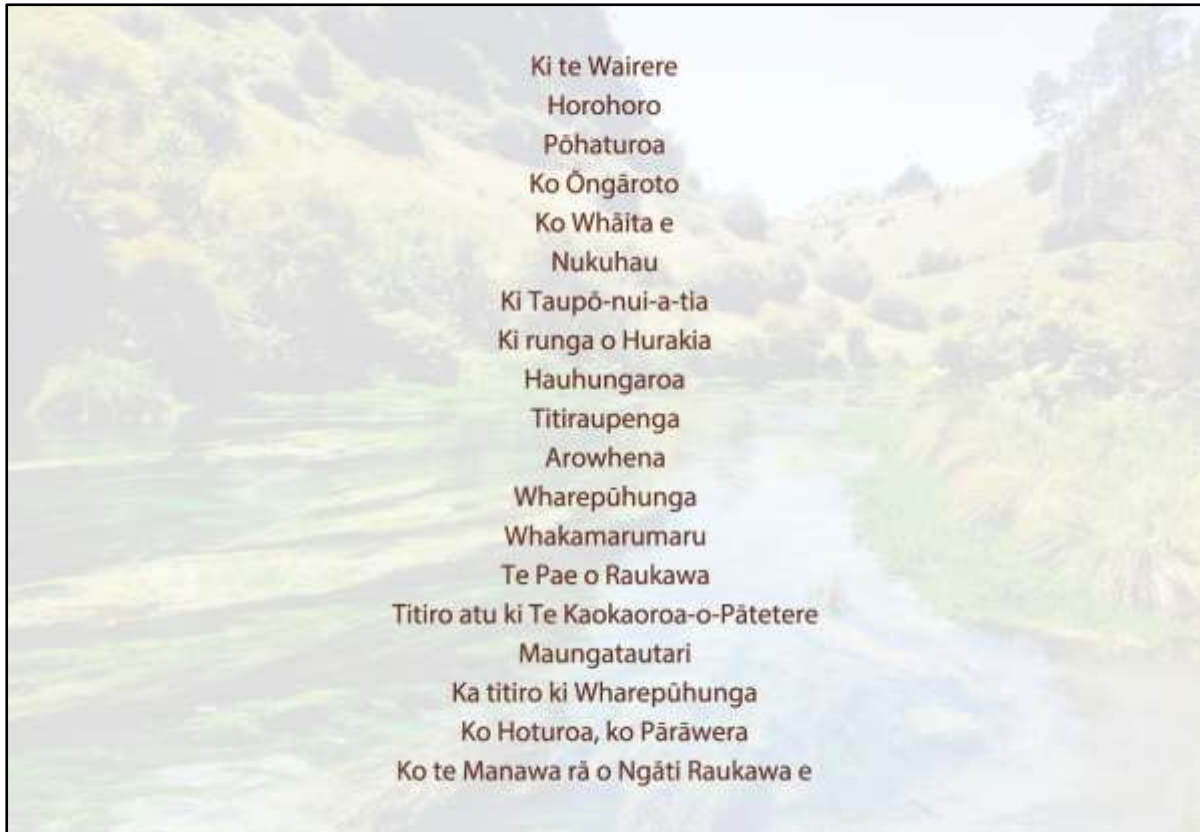 Ki te Wairere
Horohoro
Pōhaturoa
Ko Ōngāroto
Ko Whāita e
Nukuhau
Ki Taupō-nui-a-tia
Ki runga o Hurakia
Hauhungaroa
Titiraupenga
Arowhena
Wharepūhunga
Whakamarumaru
Te Pae o Raukawa
Titiro atu ki Te Kaokaoroa-o-Pātetere
Maungatautari
Ka titiro ki Wharepūhunga
Ko Hoturoa, ko Pārāwera
Ko te Manawa rā o Ngāti Raukawa e